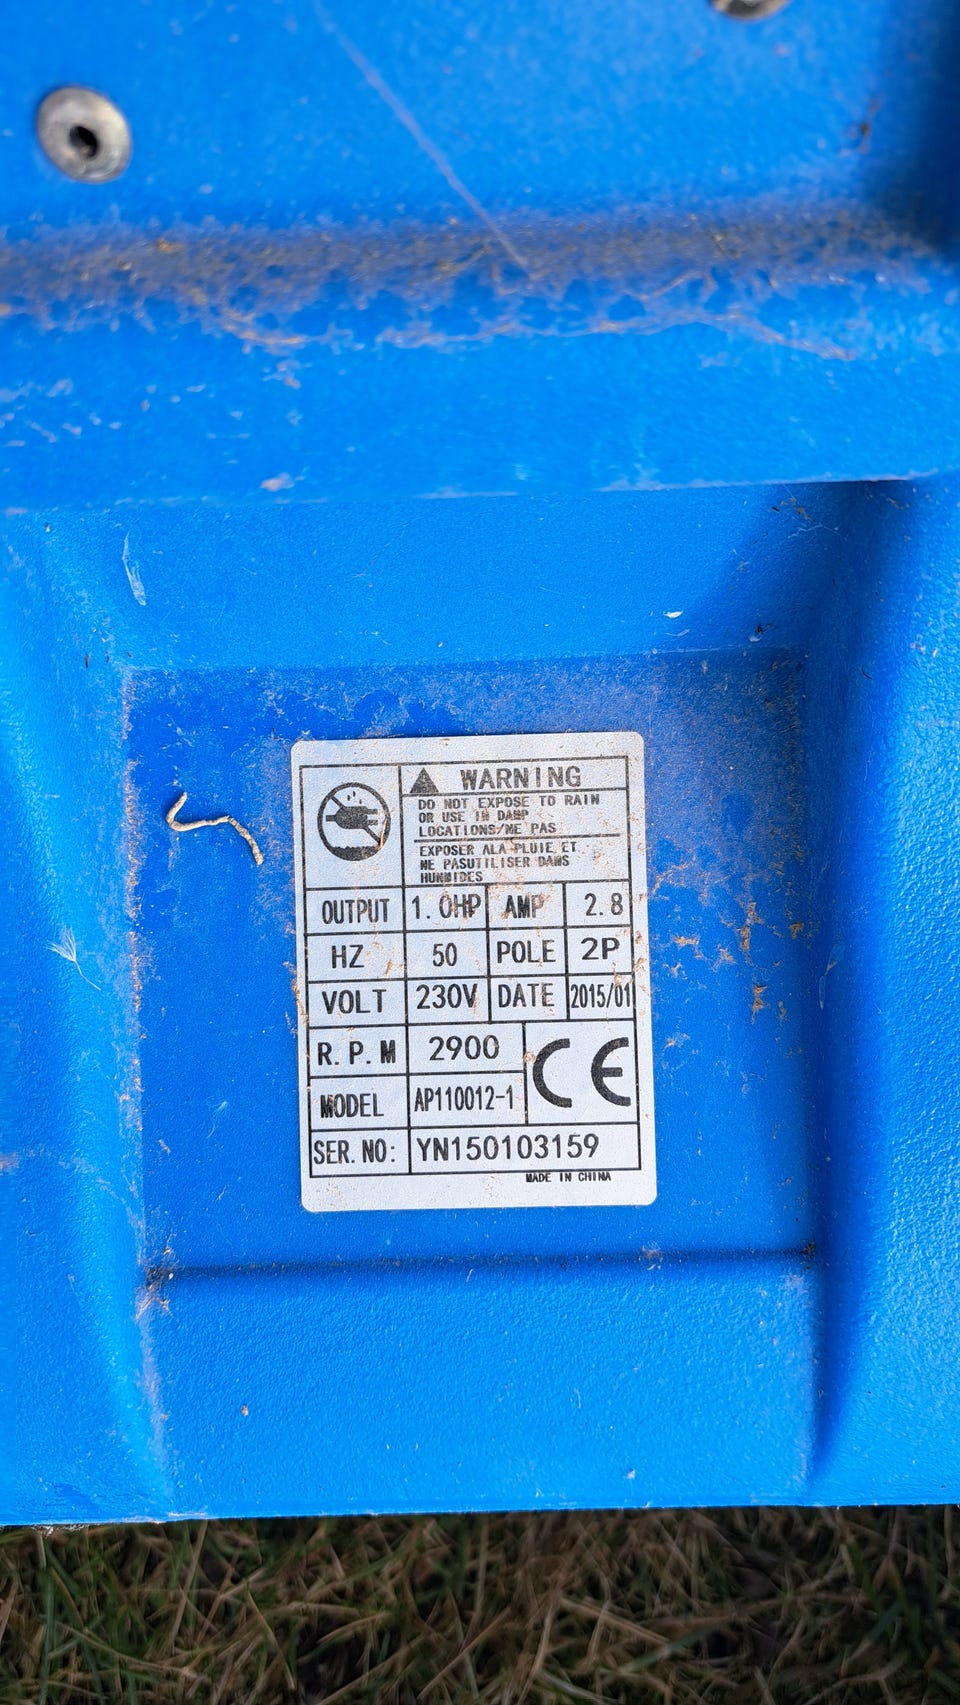 WARNING
DO NOT EXPOSE TO RAIN
OR USE IN DAMP
LOCATIONS/NE PAS
EXPOSER ALA PLUIE ET
NE PASUTILISER DANS
HUMNIDES
OUTPUT 1.0HP AMP 2.8
HZ 50 POLE 2P
VOLT 230V DATE 2015/01
R.P.M 2900
CE
MODEL AP110012-1
SER.NO: YN150103159
MADE IN CHINA